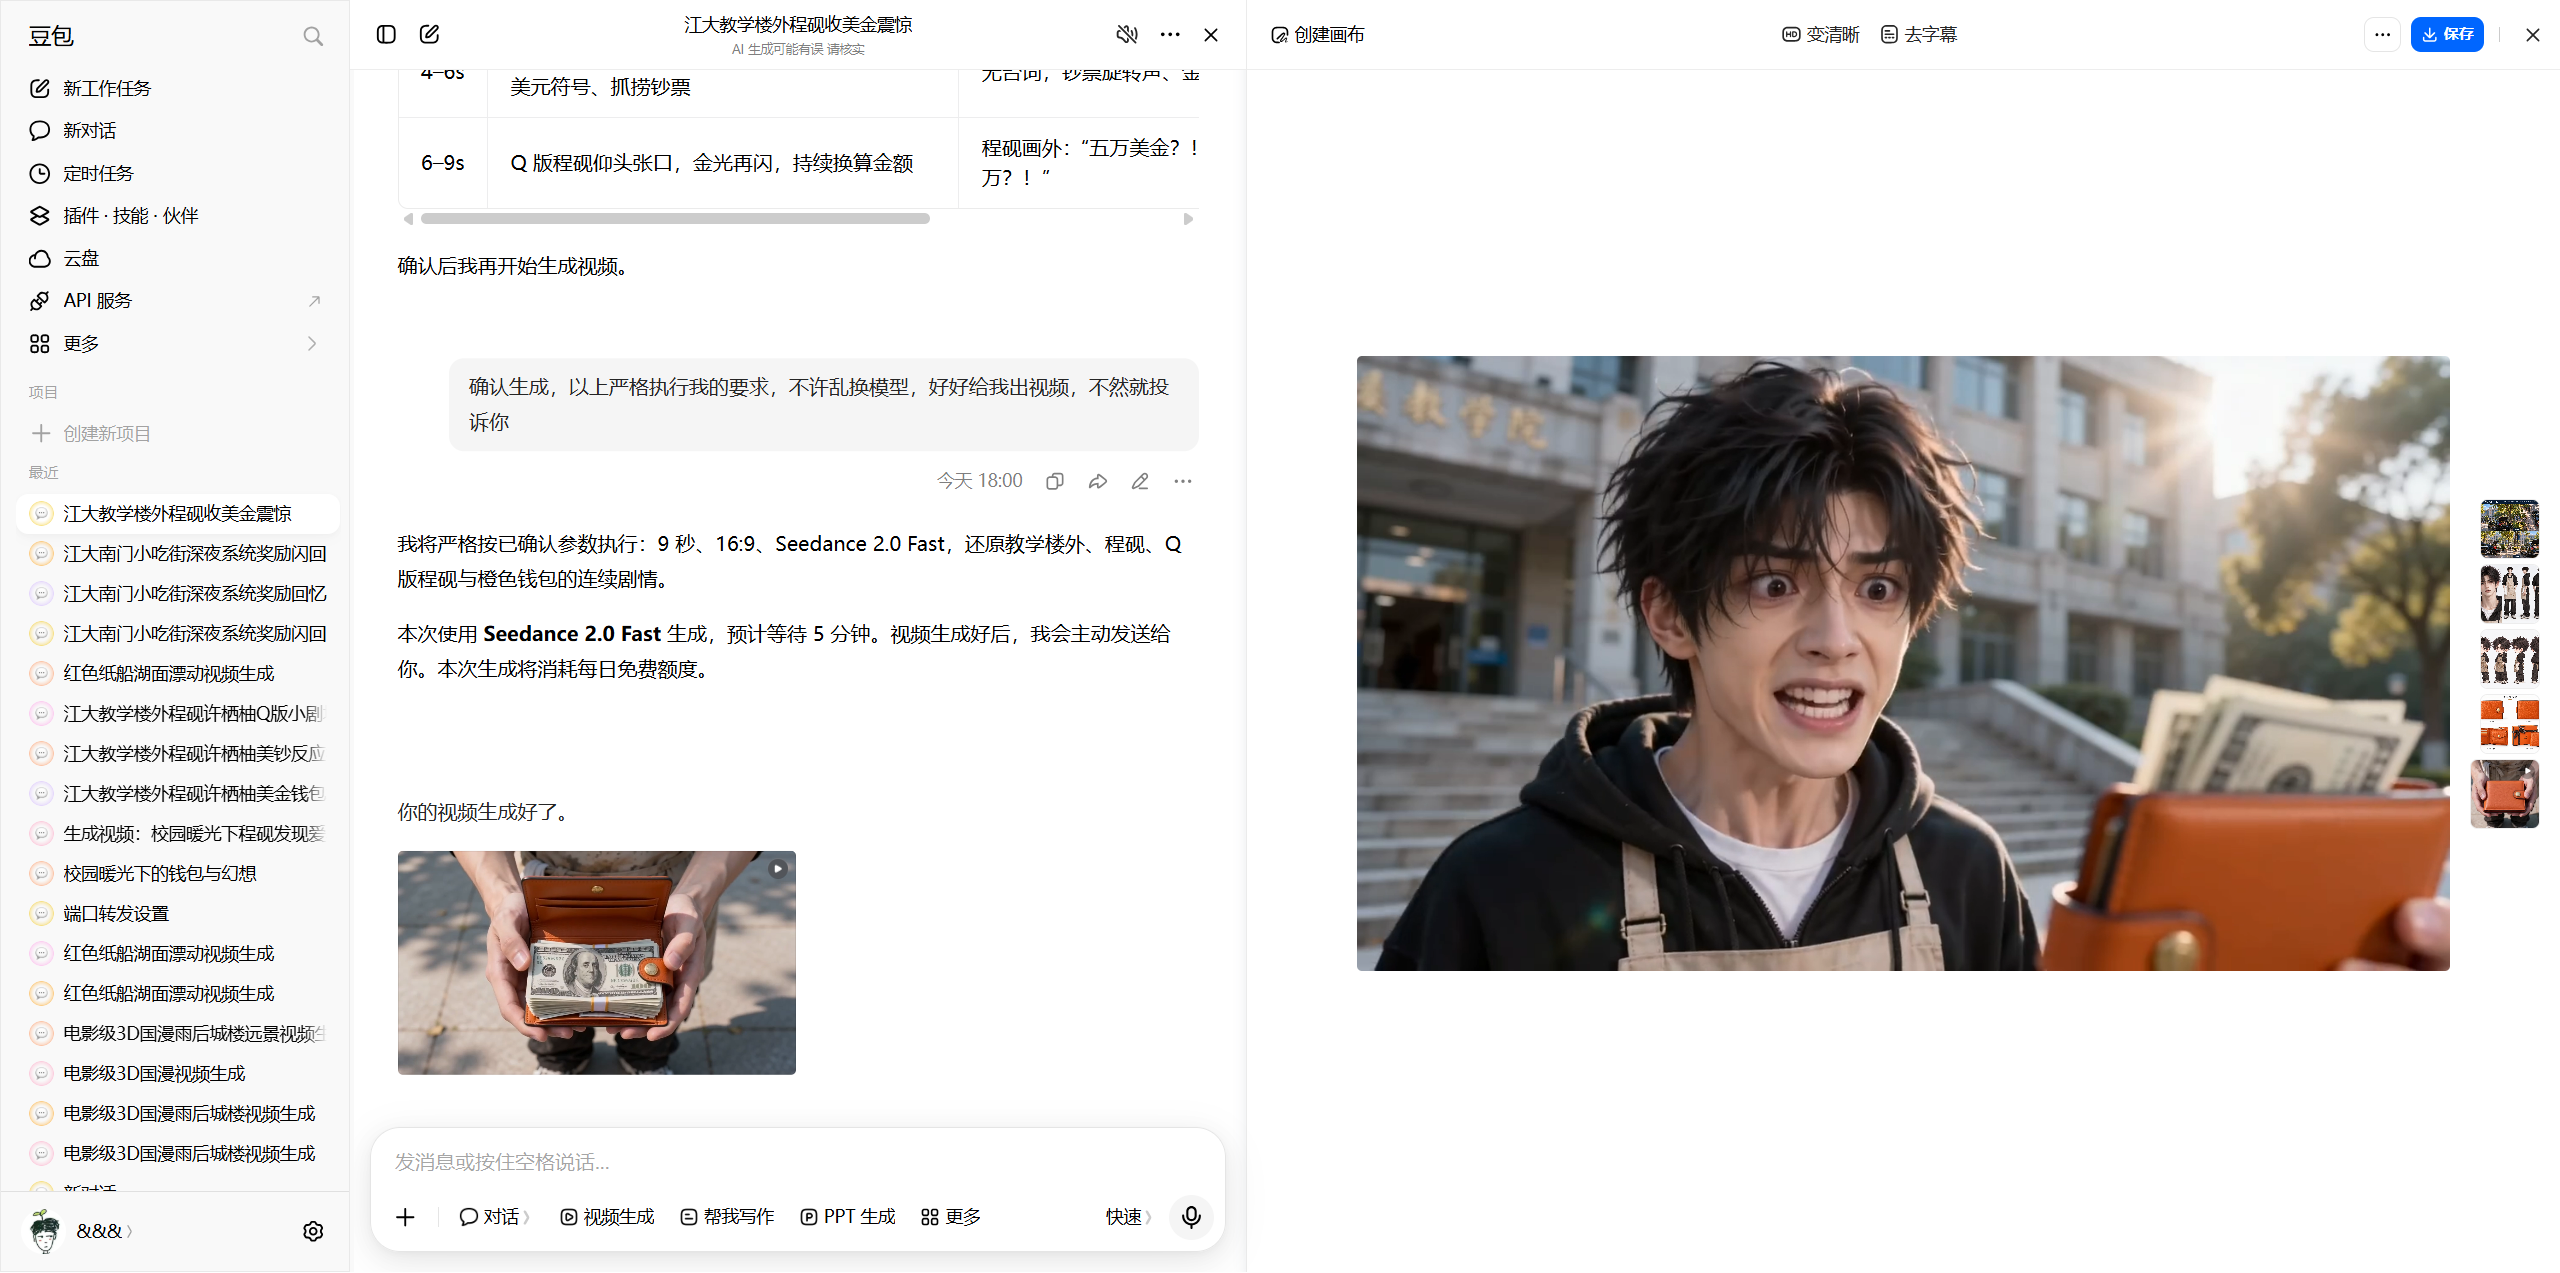 豆包
新工作任务
新对话
定时任务
插件 · 技能 · 伙伴
云盘
API 服务
更多
项目
创建新项目
最近
江大教学楼外程砚收美金震惊
江大南门小吃街深夜系统奖励闪回
江大南门小吃街深夜系统奖励回忆
江大南门小吃街深夜系统奖励闪回
红色纸船湖面漂动视频生成
江大教学楼外程砚许栖柚Q版小剧
江大教学楼外程砚许栖柚美钞反应
江大教学楼外程砚许栖柚美金钱包
生成视频：校园暖光下程砚发现爱
校园暖光下的钱包与幻想
端口转发设置
红色纸船湖面漂动视频生成
红色纸船湖面漂动视频生成
电影级3D国漫雨后城楼远景视频生
电影级3D国漫视频生成
电影级3D国漫雨后城楼视频生成
电影级3D国漫雨后城楼视频生成
新对话
&&&
江大教学楼外程砚收美金震惊
AI 生成可能有误 请核实
4–6s
美元符号、抓捞钞票
无台词，钞票旋转声、金
6–9s
Q 版程砚仰头张口，金光再闪，持续换算金额
程砚画外：“五万美金？！
万？！”
确认后我再开始生成视频。
确认生成，以上严格执行我的要求，不许乱换模型，好好给我出视频，不然就投
诉你
今天 18:00
我将严格按已确认参数执行：9 秒、16:9、Seedance 2.0 Fast，还原教学楼外、程砚、Q
版程砚与橙色钱包的连续剧情。
本次使用 Seedance 2.0 Fast 生成，预计等待 5 分钟。视频生成好后，我会主动发送给
你。本次生成将消耗每日免费额度。
你的视频生成好了。
发消息或按住空格说话...
对话
视频生成
帮我写作
PPT 生成
更多
快速
创建画布
HD 变清晰
去字幕
保存
教学院